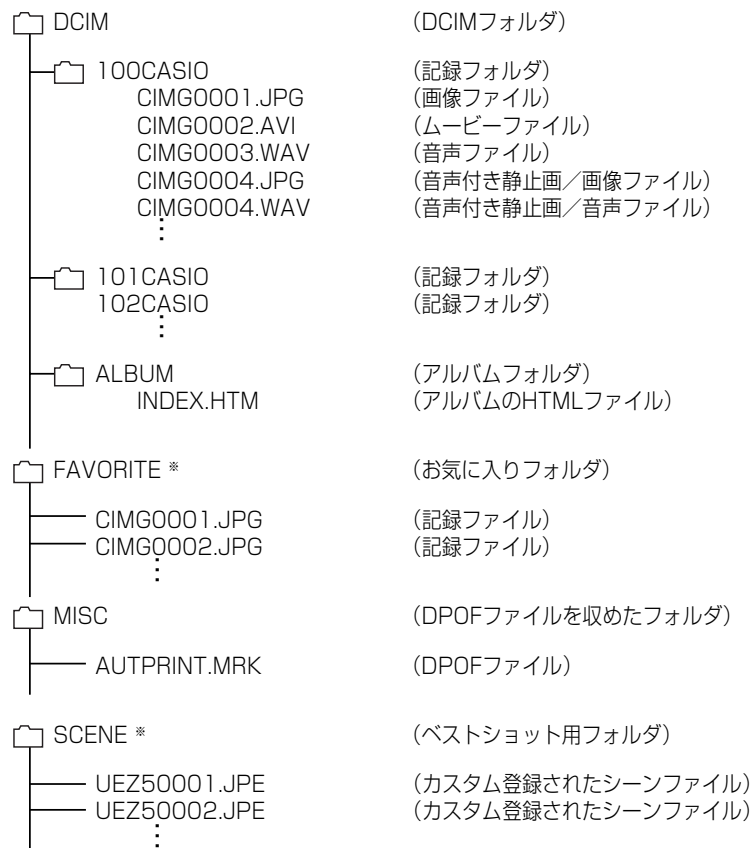 DCIM （DCIMフォルダ）
100CASIO （記録フォルダ）
CIMG0001.JPG （画像ファイル）
CIMG0002.AVI （ムービーファイル）
CIMG0003.WAV （音声ファイル）
CIMG0004.JPG （音声付き静止画／画像ファイル）
CIMG0004.WAV （音声付き静止画／音声ファイル）
101CASIO （記録フォルダ）
102CASIO （記録フォルダ）
ALBUM （アルバムフォルダ）
INDEX.HTM （アルバムのHTMLファイル）
FAVORITE ※ （お気に入りフォルダ）
CIMG0001.JPG （記録ファイル）
CIMG0002.JPG （記録ファイル）
MISC （DPOFファイルを収めたフォルダ）
AUTPRINT.MRK （DPOFファイル）
SCENE ※ （ベストショット用フォルダ）
UEZ50001.JPE （カスタム登録されたシーンファイル）
UEZ50002.JPE （カスタム登録されたシーンファイル）